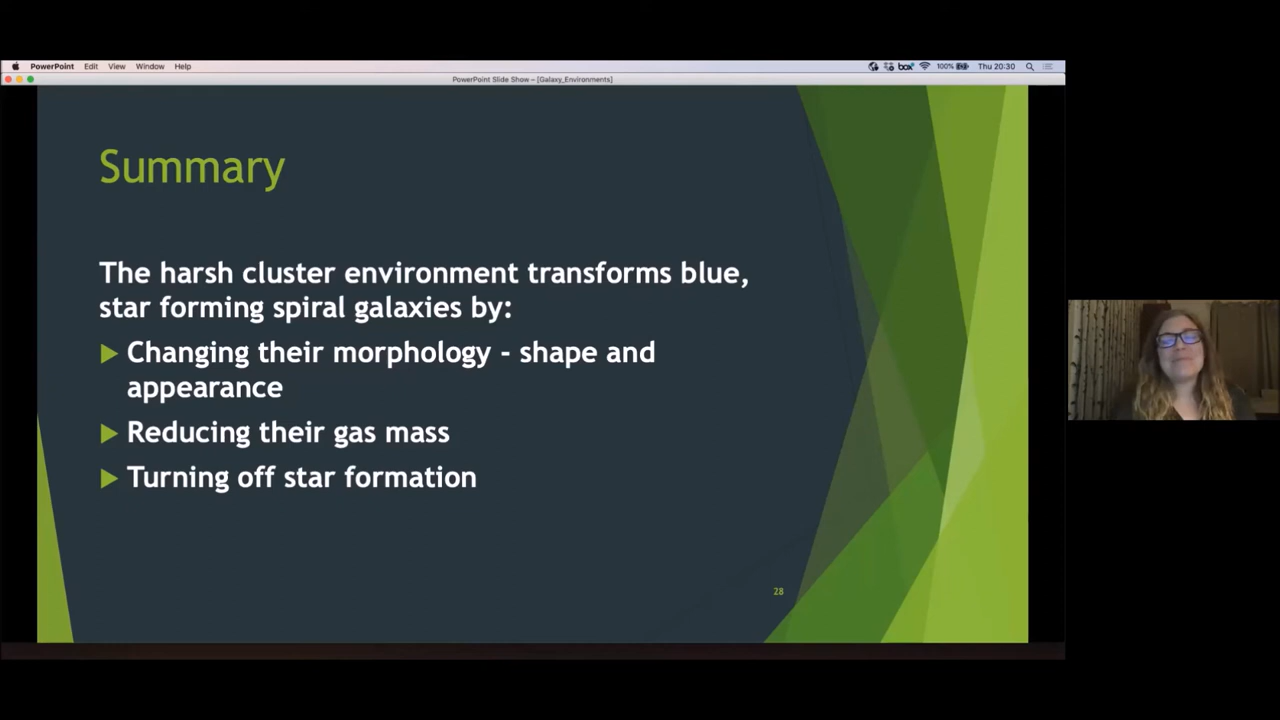 PowerPoint Edit View Window Help
box 100% Thu 20:30
PowerPoint Slide Show – [Galaxy_Environments]
Summary
The harsh cluster environment transforms blue,
star forming spiral galaxies by:
Changing their morphology - shape and
appearance
Reducing their gas mass
Turning off star formation
28